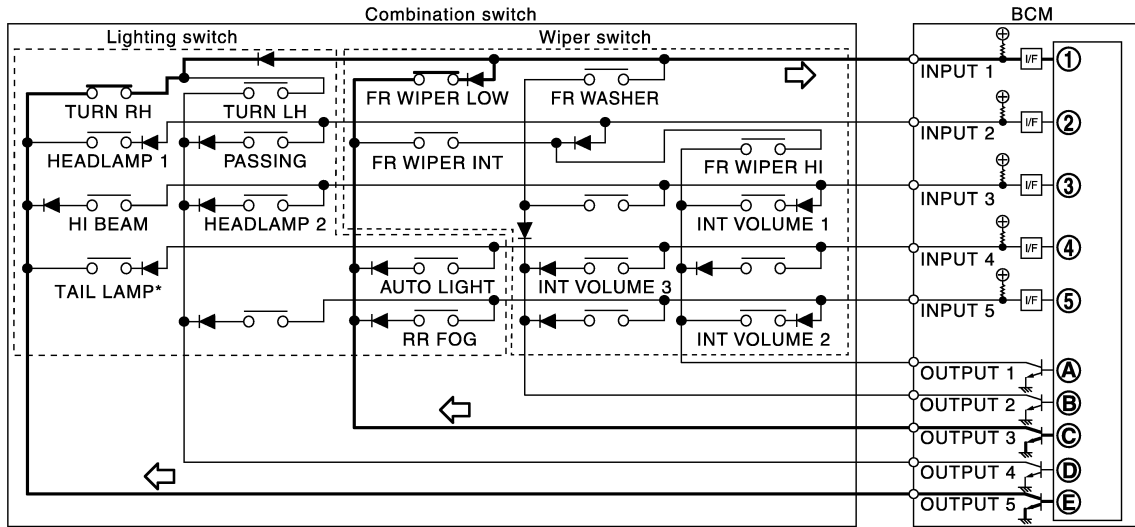 Combination switch
BCM
Lighting switch
Wiper switch
TURN RH
TURN LH
FR WIPER LOW
FR WASHER
INPUT 1
I/F
1
HEADLAMP 1
PASSING
FR WIPER INT
FR WIPER HI
INPUT 2
I/F
2
HI BEAM
HEADLAMP 2
INT VOLUME 1
INPUT 3
I/F
3
TAIL LAMP*
AUTO LIGHT
INT VOLUME 3
INPUT 4
I/F
4
RR FOG
INT VOLUME 2
INPUT 5
I/F
5
OUTPUT 1
A
OUTPUT 2
B
OUTPUT 3
C
OUTPUT 4
D
OUTPUT 5
E